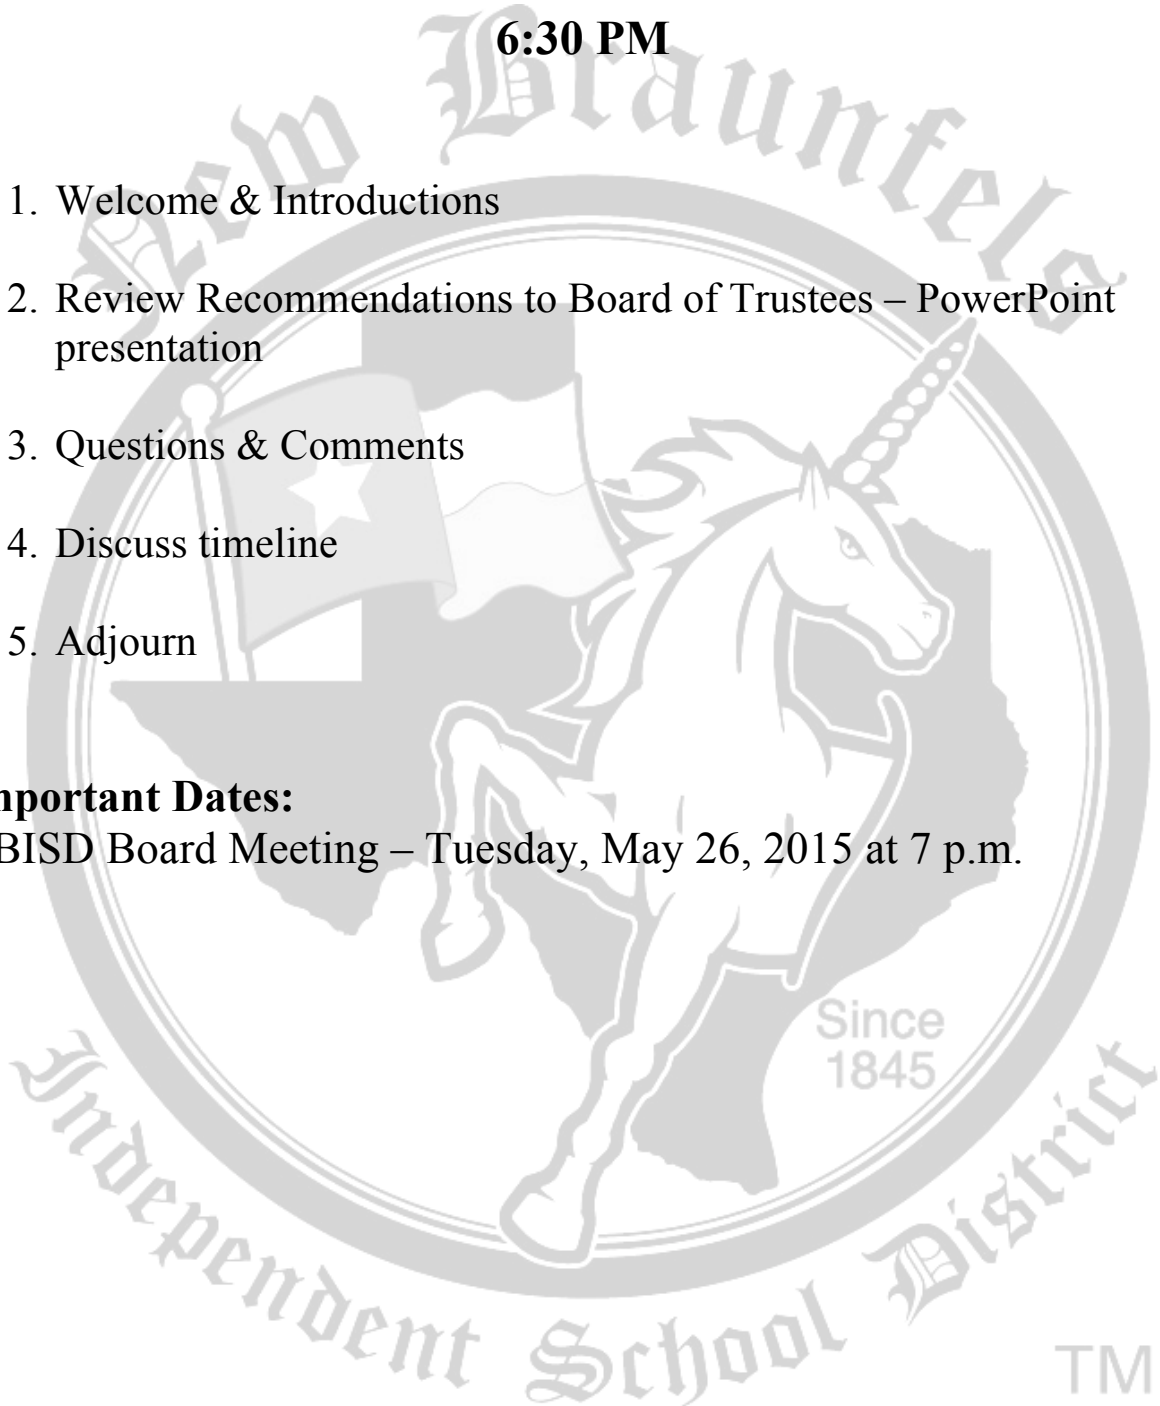 6:30 PM
New Braunfels
1. Welcome & Introductions
2. Review Recommendations to Board of Trustees – PowerPoint
presentation
3. Questions & Comments
4. Discuss timeline
5. Adjourn
mportant Dates:
BISD Board Meeting – Tuesday, May 26, 2015 at 7 p.m.
Since
1845
Independent School District
TM